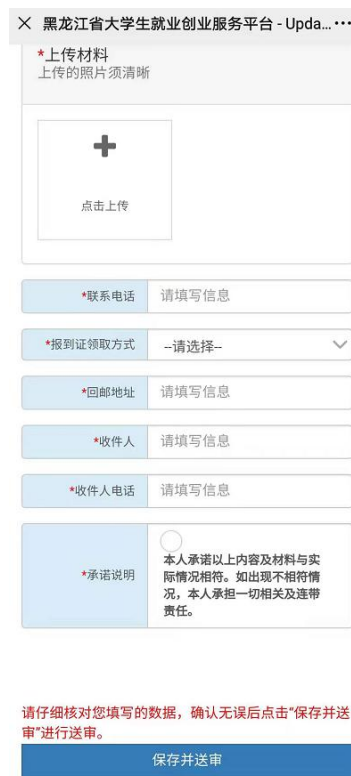 黑龙江省大学生就业创业服务平台 - Upda...
*上传材料
上传的照片须清晰
点击上传
*联系电话 请填写信息
*报到证领取方式 --请选择--
*回邮地址 请填写信息
*收件人 请填写信息
*收件人电话 请填写信息
*承诺说明
本人承诺以上内容及材料与实
际情况相符。如出现不相符情
况，本人承担一切相关及连带
责任。
请仔细核对您填写的数据，确认无误后点击“保存并送
审”进行送审。
保存并送审